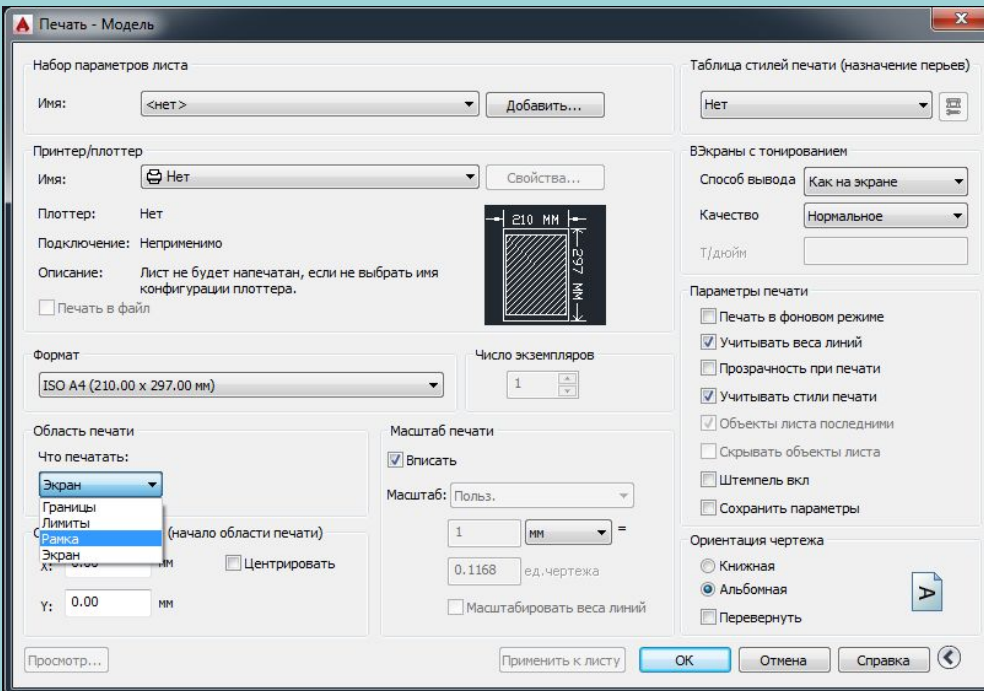 Печать - Модель
Набор параметров листа
Имя:
<нет>
Добавить...
Таблица стилей печати (назначение перьев)
Нет
Принтер/плоттер
Имя:
Нет
Свойства...
Плоттер:
Нет
Подключение:
Неприменимо
Описание:
Лист не будет напечатан, если не выбрать имя
конфигурации плоттера.
Печать в файл
210 MM
297 MM
ВЭкраны с тонированием
Способ вывода
Как на экране
Качество
Нормальное
Т/дюйм
Формат
ISO A4 (210.00 x 297.00 мм)
Число экземпляров
1
Параметры печати
Печать в фоновом режиме
Учитывать веса линий
Прозрачность при печати
Учитывать стили печати
Объекты листа последними
Скрывать объекты листа
Штемпель вкл
Сохранить параметры
Область печати
Что печатать:
Экран
Границы
Лимиты
Рамка
Экран
(начало области печати)
X:
0.00
мм
Центрировать
Y:
0.00
мм
Масштаб печати
Вписать
Масштаб:
Польз.
1
мм
=
0.1168
ед.чертежа
Масштабировать веса линий
Ориентация чертежа
Книжная
Альбомная
Перевернуть
A
Просмотр...
Применить к листу
ОК
Отмена
Справка